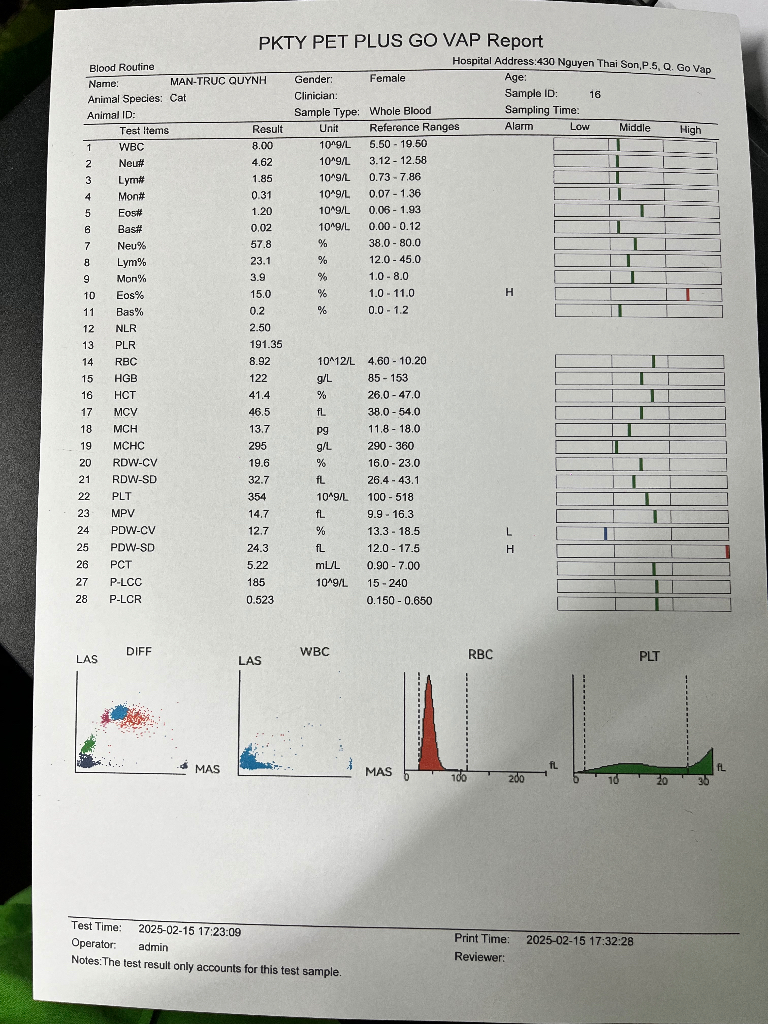 PKTY PET PLUS GO VAP Report
Blood Routine Hospital Address:430 Nguyen Thai Son,P.5, Q. Go Vap
Name: MAN-TRUC QUYNH Gender: Female Age:
Animal Species: Cat Clinician: Sample ID: 16
Animal ID: Sample Type: Whole Blood Sampling Time:
Test Items Result Unit Reference Ranges Alarm Low Middle High
1 WBC 8.00 10^9/L 5.50 - 19.50
2 Neu# 4.62 10^9/L 3.12 - 12.58
3 Lym# 1.85 10^9/L 0.73 - 7.86
4 Mon# 0.31 10^9/L 0.07 - 1.36
5 Eos# 1.20 10^9/L 0.06 - 1.93
6 Bas# 0.02 10^9/L 0.00 - 0.12
7 Neu% 57.8 % 38.0 - 80.0
8 Lym% 23.1 % 12.0 - 45.0
9 Mon% 3.9 % 1.0 - 8.0
10 Eos% 15.0 % 1.0 - 11.0 H
11 Bas% 0.2 % 0.0 - 1.2
12 NLR 2.50
13 PLR 191.35
14 RBC 8.92 10^12/L 4.60 - 10.20
15 HGB 122 g/L 85 - 153
16 HCT 41.4 % 26.0 - 47.0
17 MCV 46.5 fL 38.0 - 54.0
18 MCH 13.7 pg 11.8 - 18.0
19 MCHC 295 g/L 290 - 360
20 RDW-CV 19.6 % 16.0 - 23.0
21 RDW-SD 32.7 fL 26.4 - 43.1
22 PLT 354 10^9/L 100 - 518
23 MPV 14.7 fL 9.9 - 16.3
24 PDW-CV 12.7 % 13.3 - 18.5 L
25 PDW-SD 24.3 fL 12.0 - 17.5 H
26 PCT 5.22 mL/L 0.90 - 7.00
27 P-LCC 185 10^9/L 15 - 240
28 P-LCR 0.523 0.150 - 0.650
LAS DIFF MAS
LAS WBC MAS
RBC 0 100 200 fL
PLT 0 10 20 30 fL
Test Time: 2025-02-15 17:23:09 Print Time: 2025-02-15 17:32:28
Operator: admin Reviewer:
Notes:The test result only accounts for this test sample.